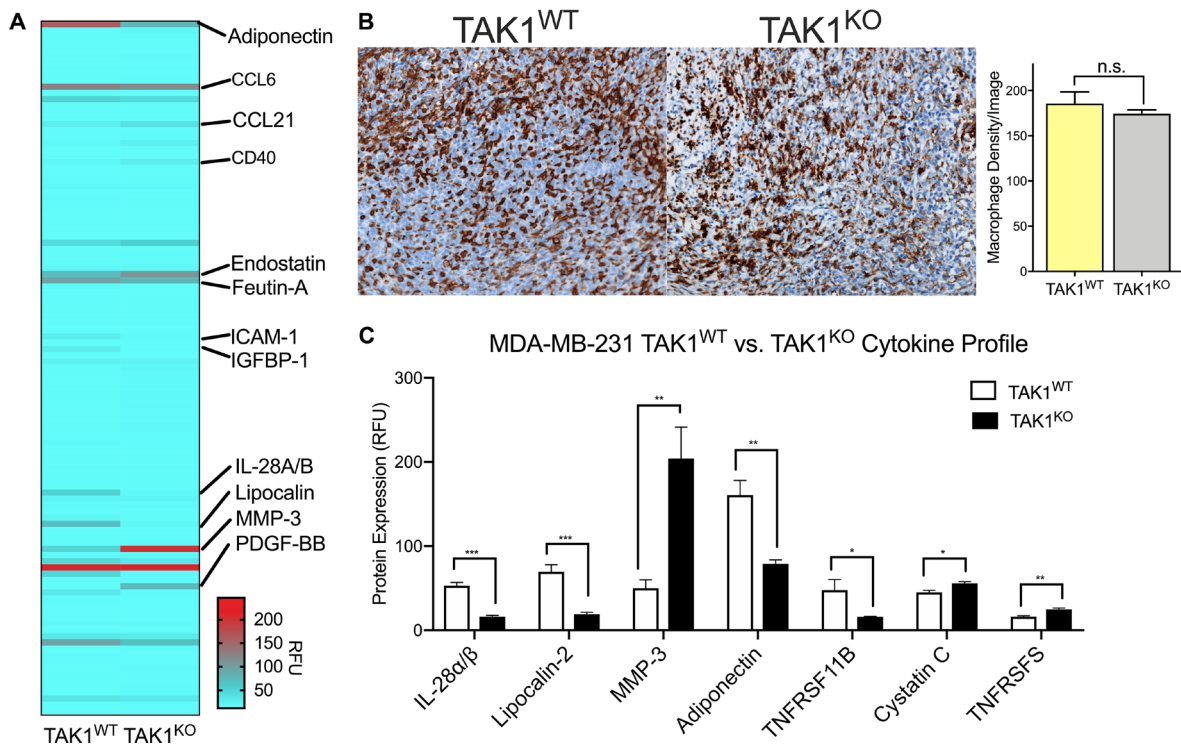 A
Adiponectin
CCL6
CCL21
CD40
Endostatin
Feutin-A
ICAM-1
IGFBP-1
IL-28A/B
Lipocalin
MMP-3
PDGF-BB
200
150
100
50
RFU
TAK1WT TAK1KO
B
TAK1WT TAK1KO
n.s.
Macrophage Density/Image
200
150
100
50
0
TAK1WT TAK1KO
C
MDA-MB-231 TAK1WT vs. TAK1KO Cytokine Profile
Protein Expression (RFU)
300
200
100
0
TAK1WT
TAK1KO
***
***
**
**
*
*
**
IL-28α/β
Lipocalin-2
MMP-3
Adiponectin
TNFRSF11B
Cystatin C
TNFRSFS